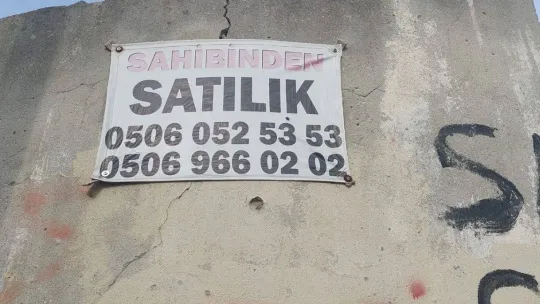 SAHİBİNDEN
SATILIK
0506 052 53 53
0506 966 02 02
S